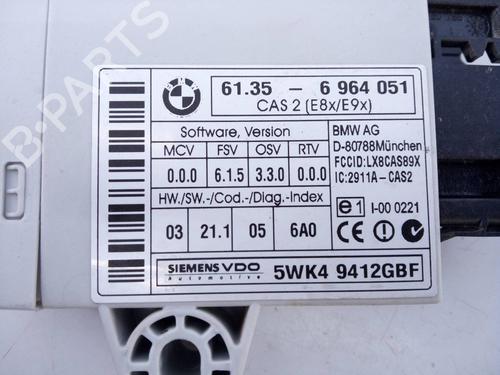 BMW
61.35 - 6 964 051
CAS 2 (E8x/E9x)
Software, Version
MCV FSV OSV RTV
0.0.0 6.1.5 3.3.0 0.0.0
HW./SW.-/Cod.-/Diag.-Index
03 21.1 05 6A0
BMW AG
D-80788München
FCCID:LX8CAS89X
IC:2911A-CAS2
e1 I-00 0221
SIEMENS VDO
Automotive
5WK4 9412GBF